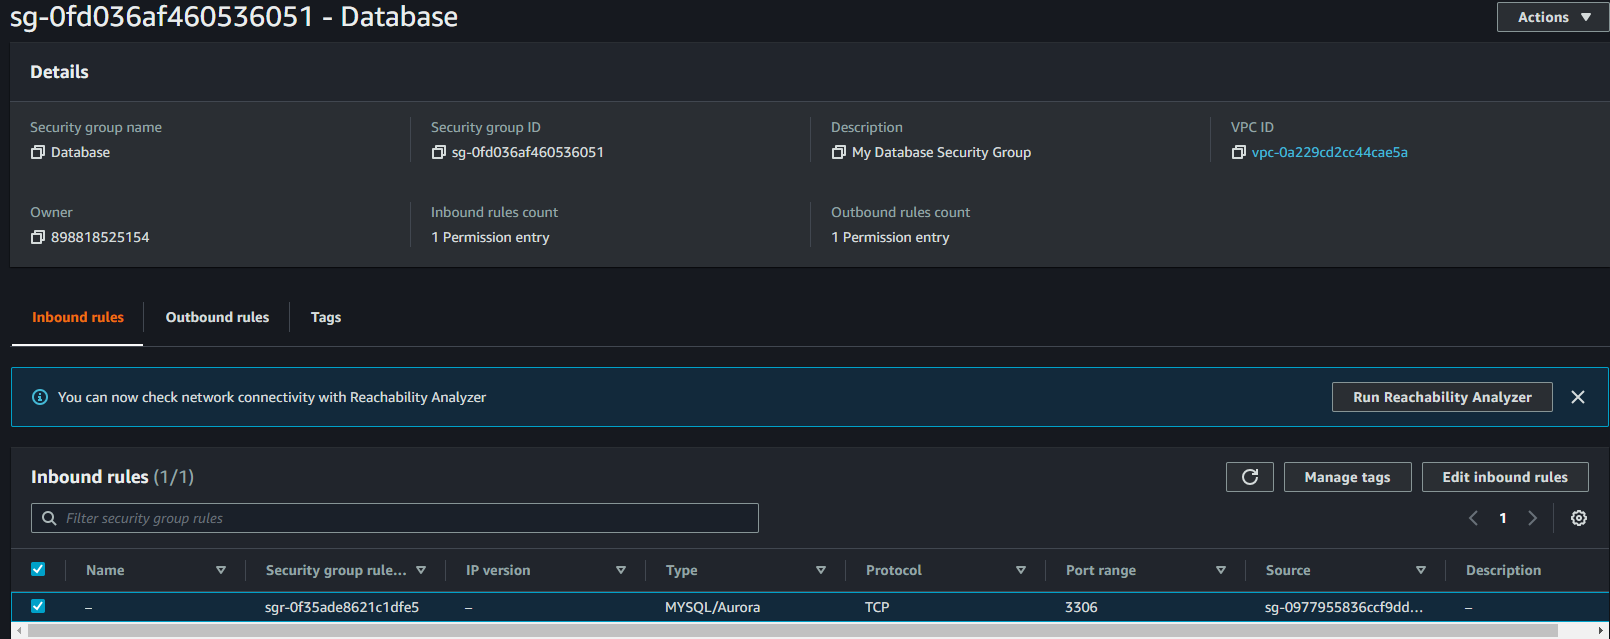 sg-0fd036af460536051 - Database
Actions
Details
Security group name
Security group ID
Description
VPC ID
Database
sg-0fd036af460536051
My Database Security Group
vpc-0a229cd2cc44cae5a
Owner
Inbound rules count
Outbound rules count
898818525154
1 Permission entry
1 Permission entry
Inbound rules
Outbound rules
Tags
You can now check network connectivity with Reachability Analyzer
Run Reachability Analyzer
Inbound rules (1/1)
Manage tags
Edit inbound rules
Filter security group rules
1
Name
Security group rule...
IP version
Type
Protocol
Port range
Source
Description
–
sgr-0f35ade8621c1dfe5
–
MYSQL/Aurora
TCP
3306
sg-0977955836ccf9dd...
–